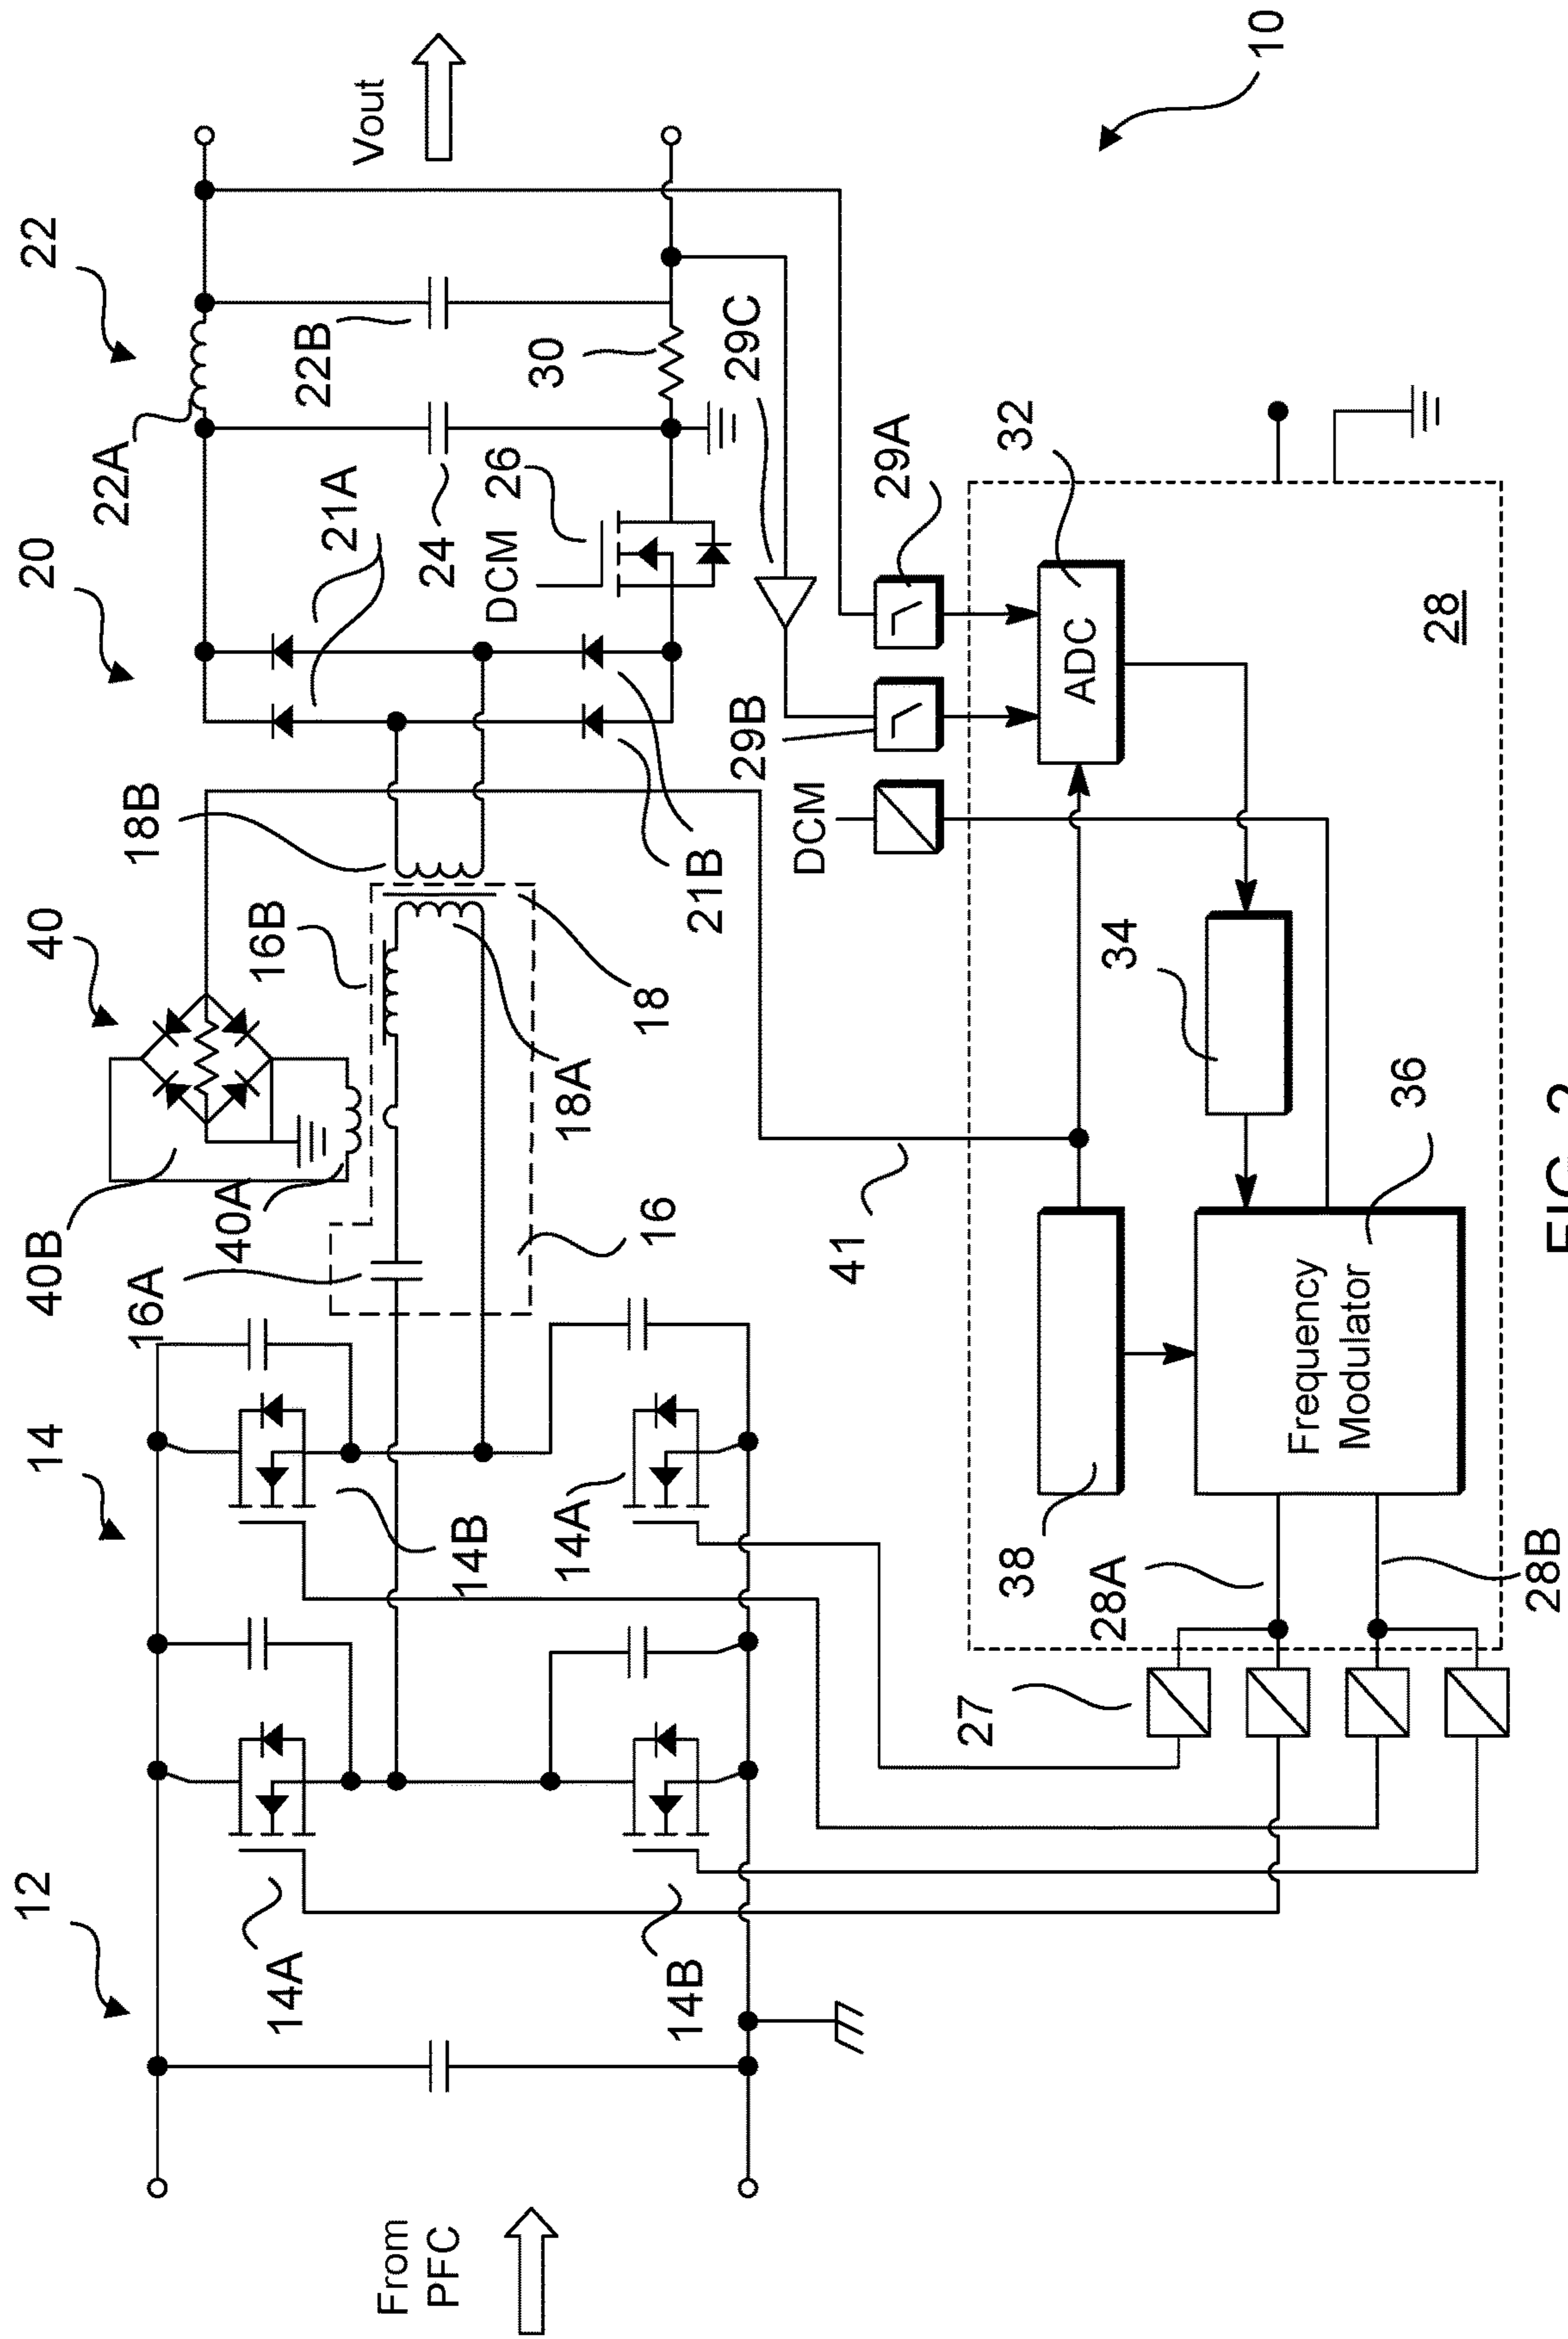 12
14
40
20
22
40B
40A
16A
16B
18B
22A
21A
Vout
22B
24
30
DCM
26
18
18A
16
21B
14A
14B
14B
14A
From
PFC
29C
29B
29A
DCM
41
27
28A
28B
38
Frequency
Modulator
36
34
ADC
32
28
10
FIG. 2